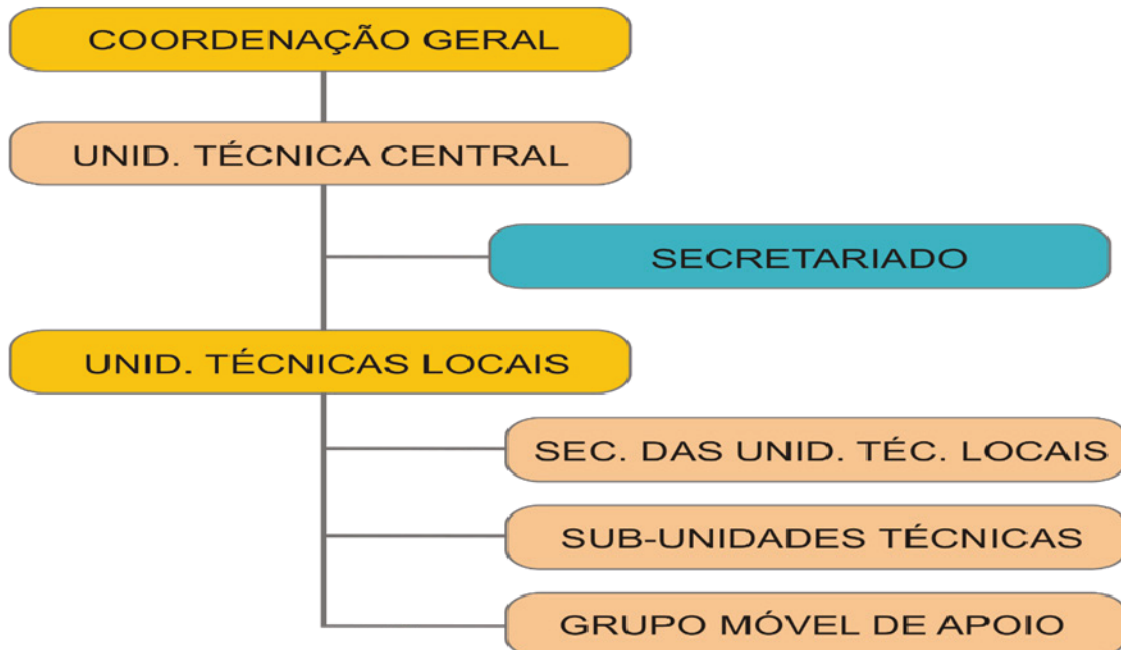 COORDENAÇÃO GERAL
UNID. TÉCNICA CENTRAL
SECRETARIADO
UNID. TÉCNICAS LOCAIS
SEC. DAS UNID. TÉC. LOCAIS
SUB-UNIDADES TÉCNICAS
GRUPO MÓVEL DE APOIO